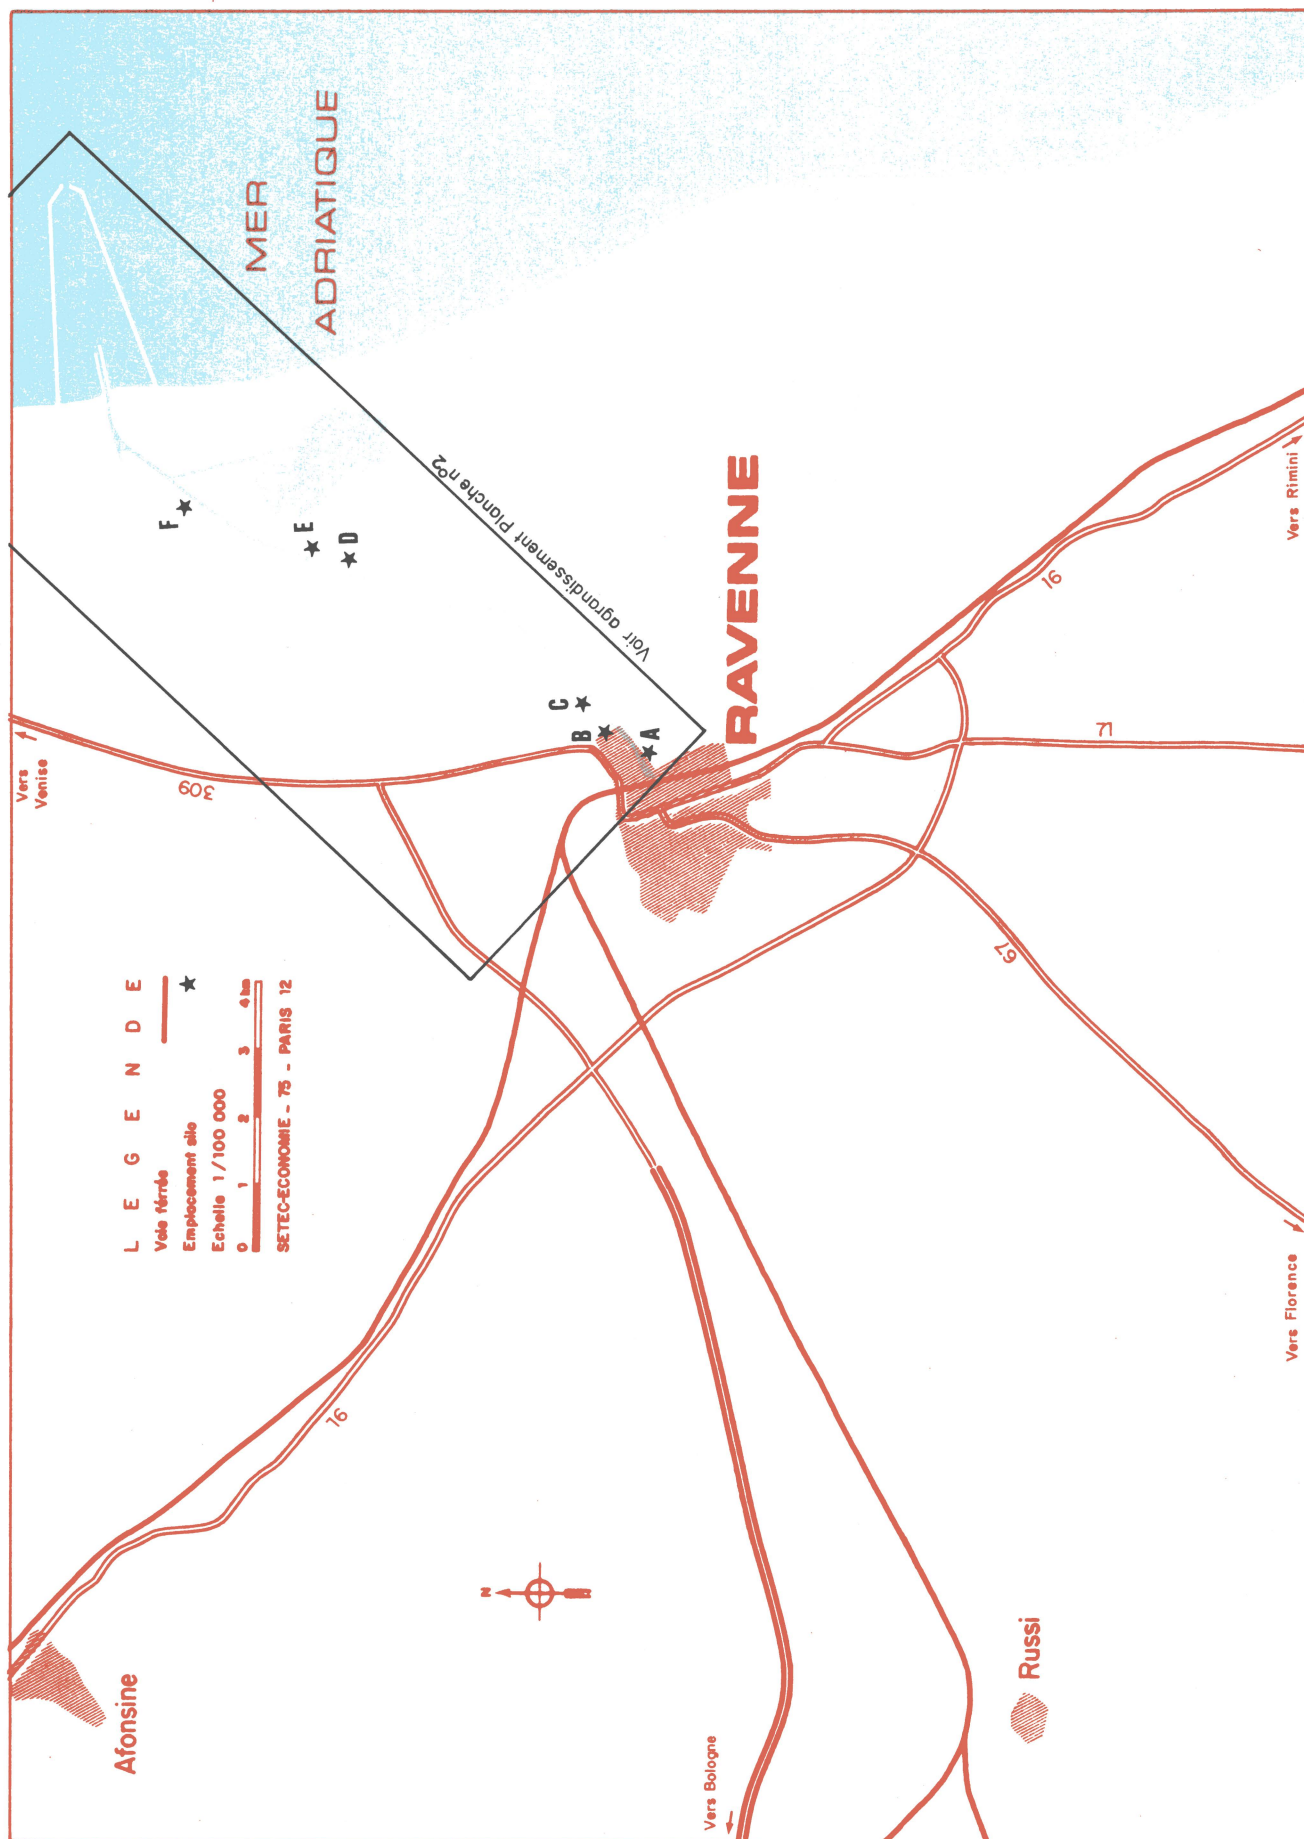 MER
ADRIATIQUE
F
E
D
C
B
A
Voir agrandissement Planche n°2
RAVENNE
Vers
Venise
309
L E G E N D E
Voie férrée
Emplacement silo
Echelle 1/100 000
0 1 2 3 4 km
SETEC-ECONOMIE - 75 - PARIS 12
16
16
71
67
Vers Rimini
Vers Florence
Vers Bologne
N
Afonsine
Russi